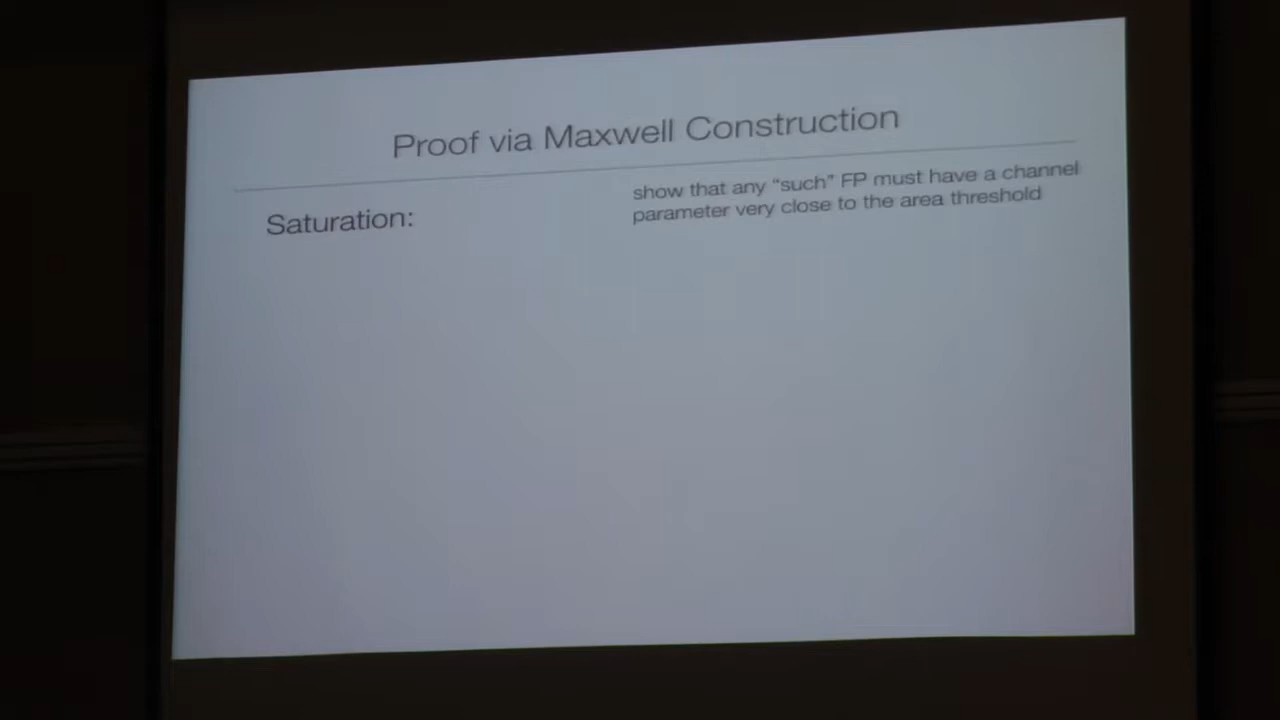 Proof via Maxwell Construction
Saturation:
show that any “such” FP must have a channel
parameter very close to the area threshold